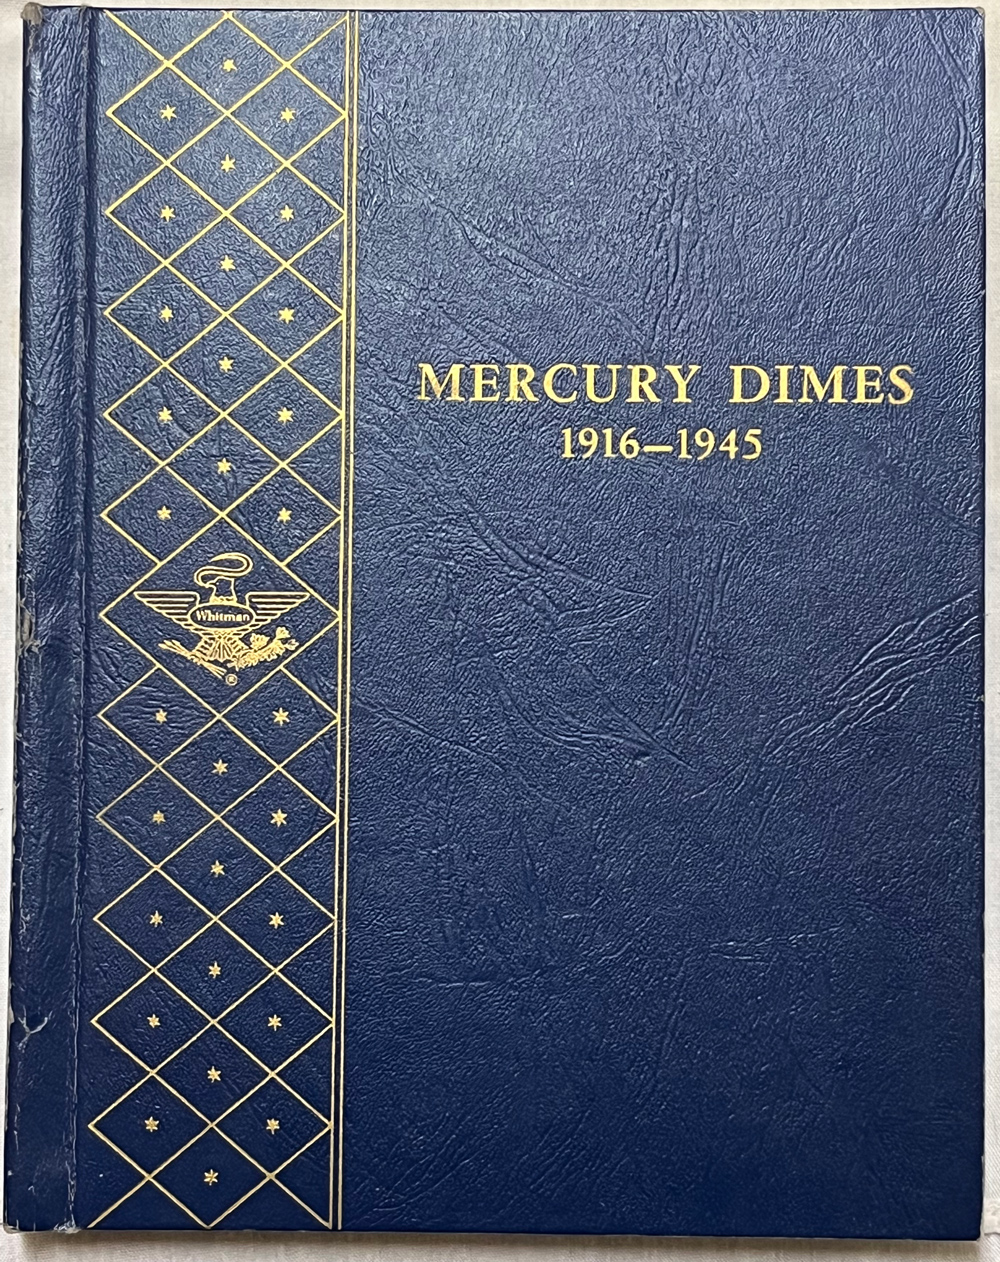 MERCURY DIMES
1916–1945
Whitman
®